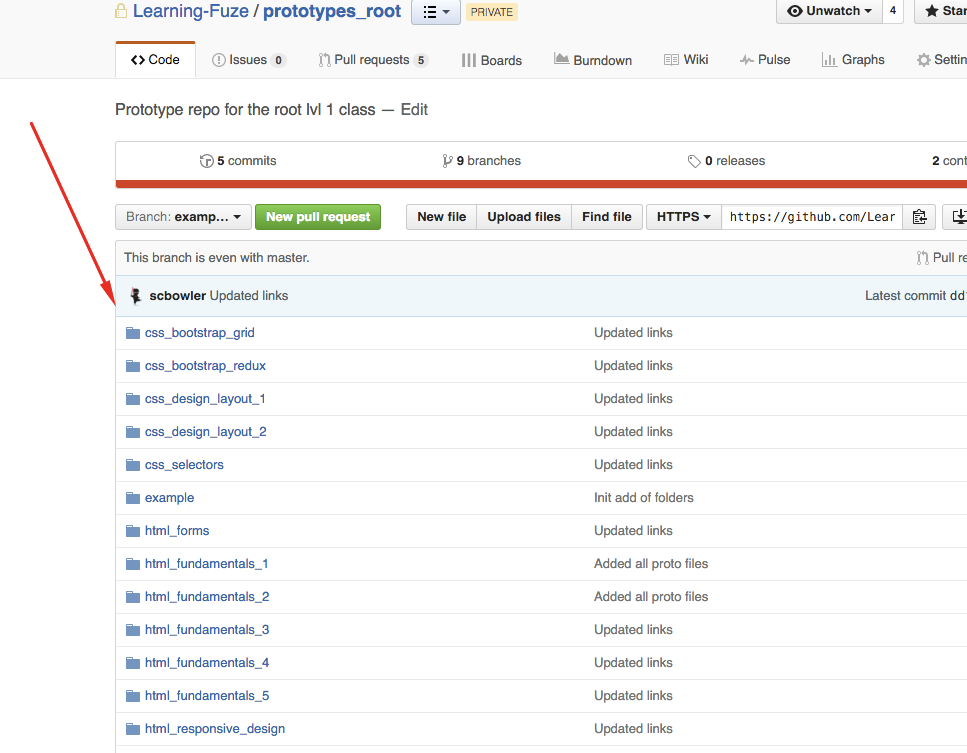 Learning-Fuze / prototypes_root PRIVATE Unwatch 4 Star
Code Issues 0 Pull requests 5 Boards Burndown Wiki Pulse Graphs Settin
Prototype repo for the root lvl 1 class — Edit
5 commits 9 branches 0 releases 2 cont
Branch: examp... New pull request New file Upload files Find file HTTPS https://github.com/Lear
This branch is even with master. Pull re
scbowler Updated links Latest commit dd
css_bootstrap_grid Updated links
css_bootstrap_redux Updated links
css_design_layout_1 Updated links
css_design_layout_2 Updated links
css_selectors Updated links
example Init add of folders
html_forms Updated links
html_fundamentals_1 Added all proto files
html_fundamentals_2 Added all proto files
html_fundamentals_3 Updated links
html_fundamentals_4 Updated links
html_fundamentals_5 Updated links
html_responsive_design Updated links